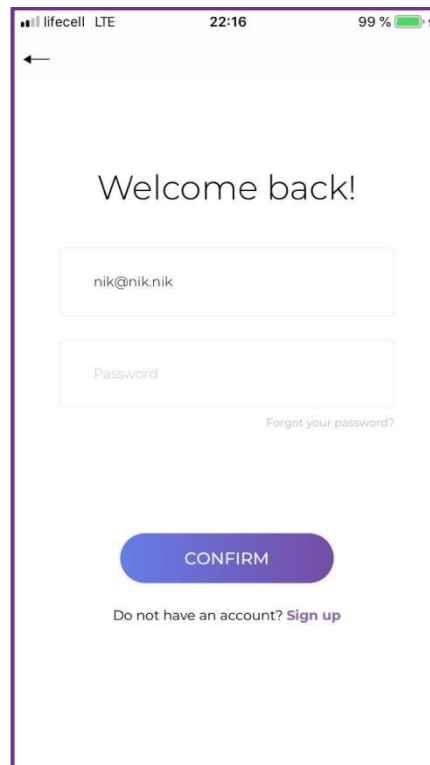 lifecell LTE 22:16 99 %
Welcome back!
nik@nik.nik
Password
Forgot your password?
CONFIRM
Do not have an account? Sign up